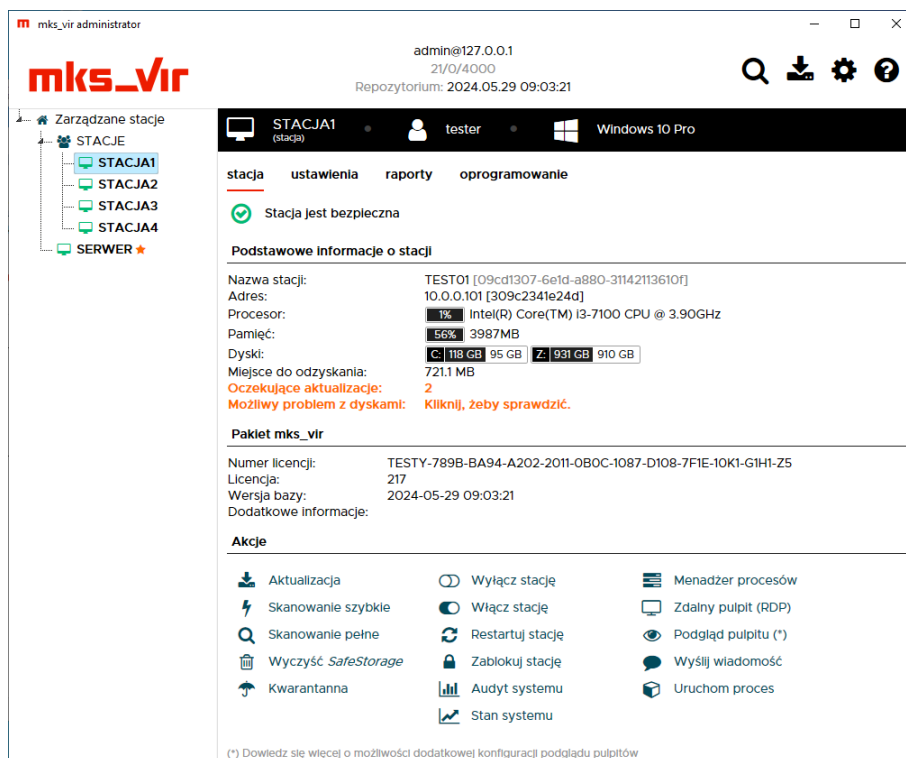 mks_vir administrator
mks_vir
admin@127.0.0.1
21/0/4000
Repozytorium: 2024.05.29 09:03:21
Zarządzane stacje
STACJE
STACJA1
STACJA2
STACJA3
STACJA4
SERWER
STACJA1 tester Windows 10 Pro
(stacja)
stacja ustawienia raporty oprogramowanie
Stacja jest bezpieczna
Podstawowe informacje o stacji
Nazwa stacji: TEST01 [09cd1307-6e1d-a880-31142113610f]
Adres: 10.0.0.101 [309c2341e24d]
Procesor: 1% Intel(R) Core(TM) i3-7100 CPU @ 3.90GHz
Pamięć: 56% 3987MB
Dyski: C: 118 GB 95 GB Z: 931 GB 910 GB
Miejsce do odzyskania: 721.1 MB
Oczekujące aktualizacje: 2
Możliwy problem z dyskami: Kliknij, żeby sprawdzić.
Pakiet mks_vir
Numer licencji: TESTY-789B-BA94-A202-2011-0B0C-1087-D108-7F1E-10K1-G1H1-Z5
Licencja: 217
Wersja bazy: 2024-05-29 09:03:21
Dodatkowe informacje:
Akcje
Aktualizacja Wyłącz stację Menadżer procesów
Skanowanie szybkie Włącz stację Zdalny pulpit (RDP)
Skanowanie pełne Restartuj stację Podgląd pulpitu (*)
Wyczyść SafeStorage Zablokuj stację Wyślij wiadomość
Kwarantanna Audyt systemu Uruchom proces
Stan systemu
(*) Dowiedz się więcej o możliwości dodatkowej konfiguracji podglądu pulpitów